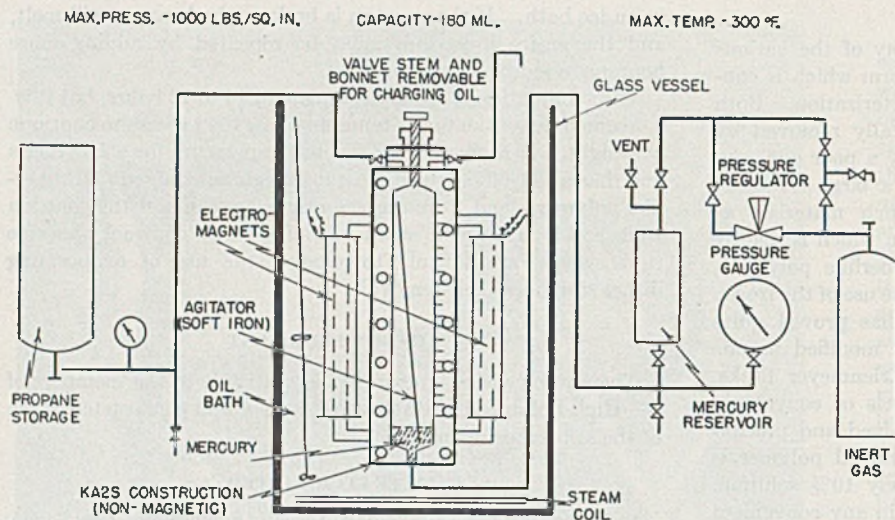 MAX. PRESS. -1000 LBS./SQ. IN.
CAPACITY-180 ML.
MAX. TEMP. - 300 °F.
VALVE STEM AND
BONNET REMOVABLE
FOR CHARGING OIL
GLASS VESSEL
VENT
PRESSURE
REGULATOR
ELECTRO-
MAGNETS
PRESSURE
GAUGE
AGITATOR
(SOFT IRON)
PROPANE
STORAGE
OIL
BATH
MERCURY
RESERVOIR
MERCURY
INERT
GAS
KA2S CONSTRUCTION
(NON-MAGNETIC)
STEAM
COIL